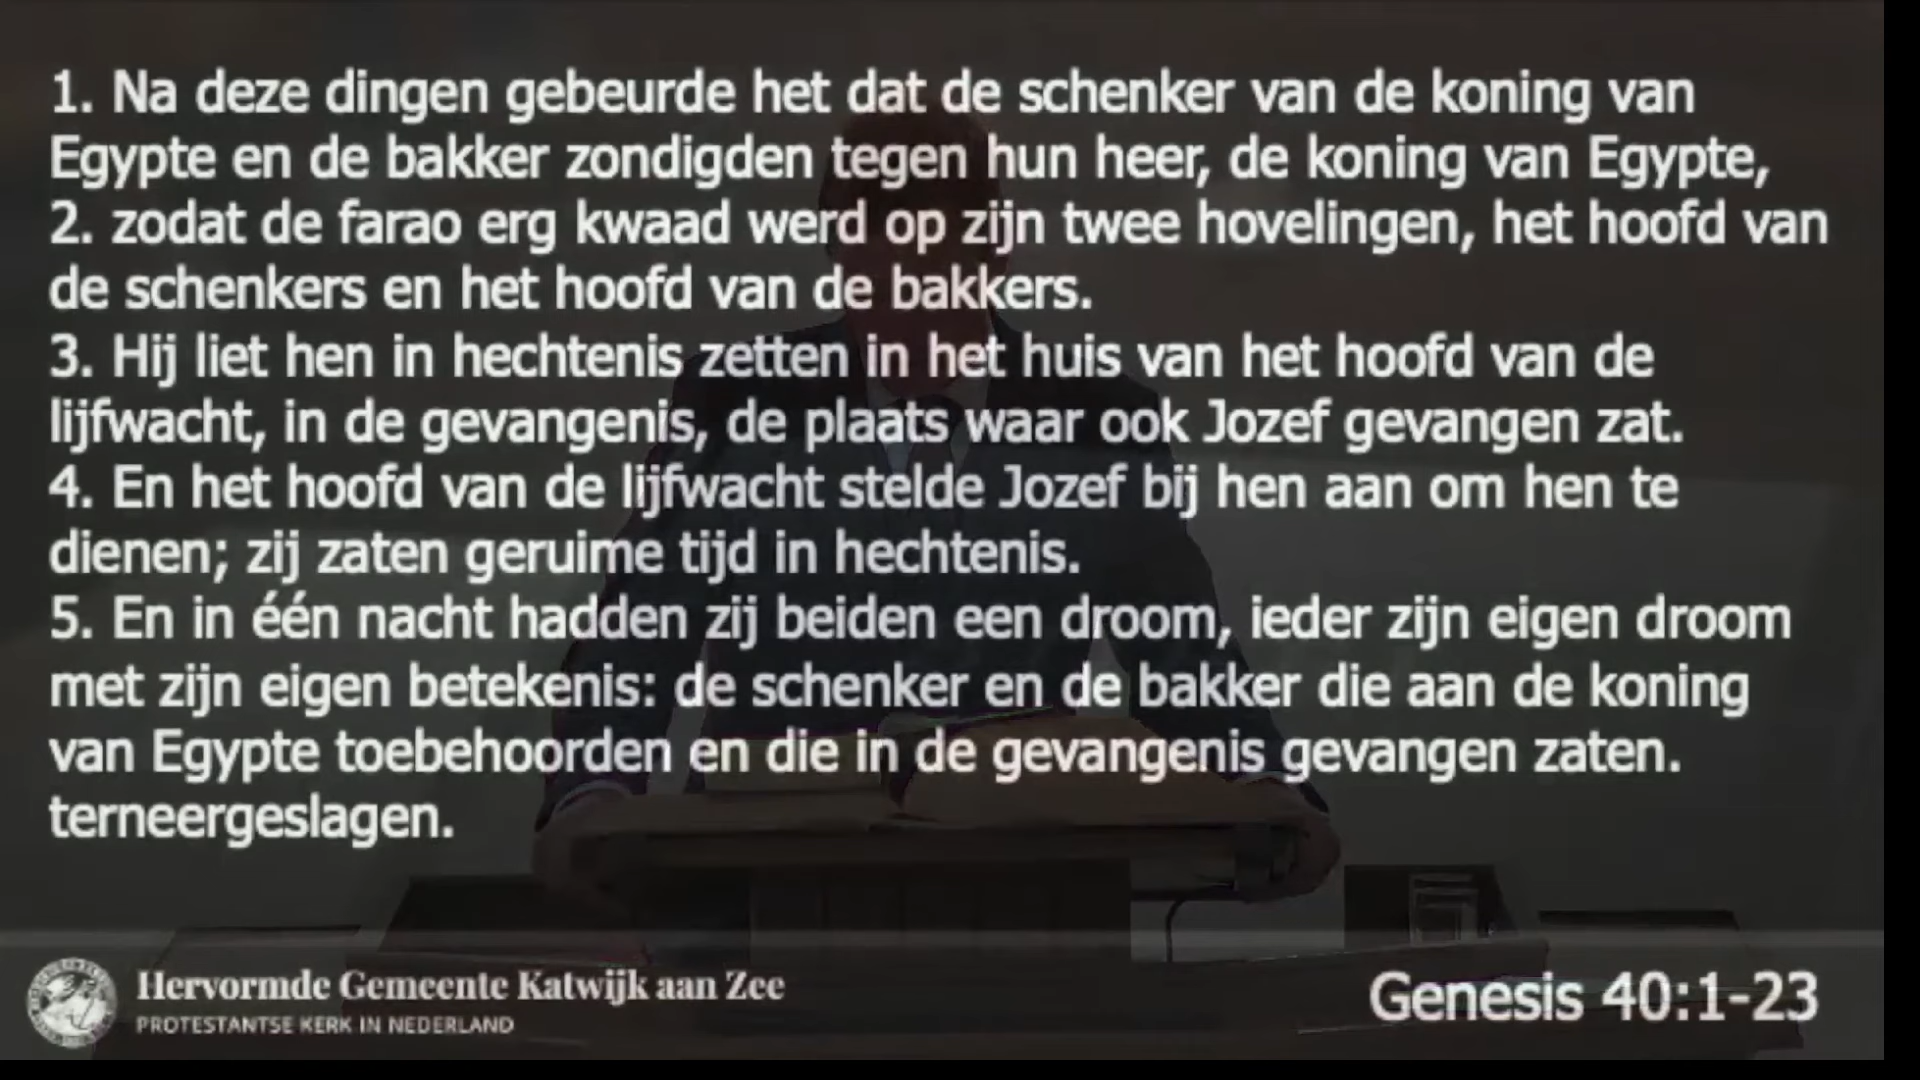 1. Na deze dingen gebeurde het dat de schenker van de koning van
Egypte en de bakker zondigden tegen hun heer, de koning van Egypte,
2. zodat de farao erg kwaad werd op zijn twee hovelingen, het hoofd van
de schenkers en het hoofd van de bakkers.
3. Hij liet hen in hechtenis zetten in het huis van het hoofd van de
lijfwacht, in de gevangenis, de plaats waar ook Jozef gevangen zat.
4. En het hoofd van de lijfwacht stelde Jozef bij hen aan om hen te
dienen; zij zaten geruime tijd in hechtenis.
5. En in één nacht hadden zij beiden een droom, ieder zijn eigen droom
met zijn eigen betekenis: de schenker en de bakker die aan de koning
van Egypte toebehoorden en die in de gevangenis gevangen zaten.
terneergeslagen.
Hervormde Gemeente Katwijk aan Zee
PROTESTANTSE KERK IN NEDERLAND
Genesis 40:1-23